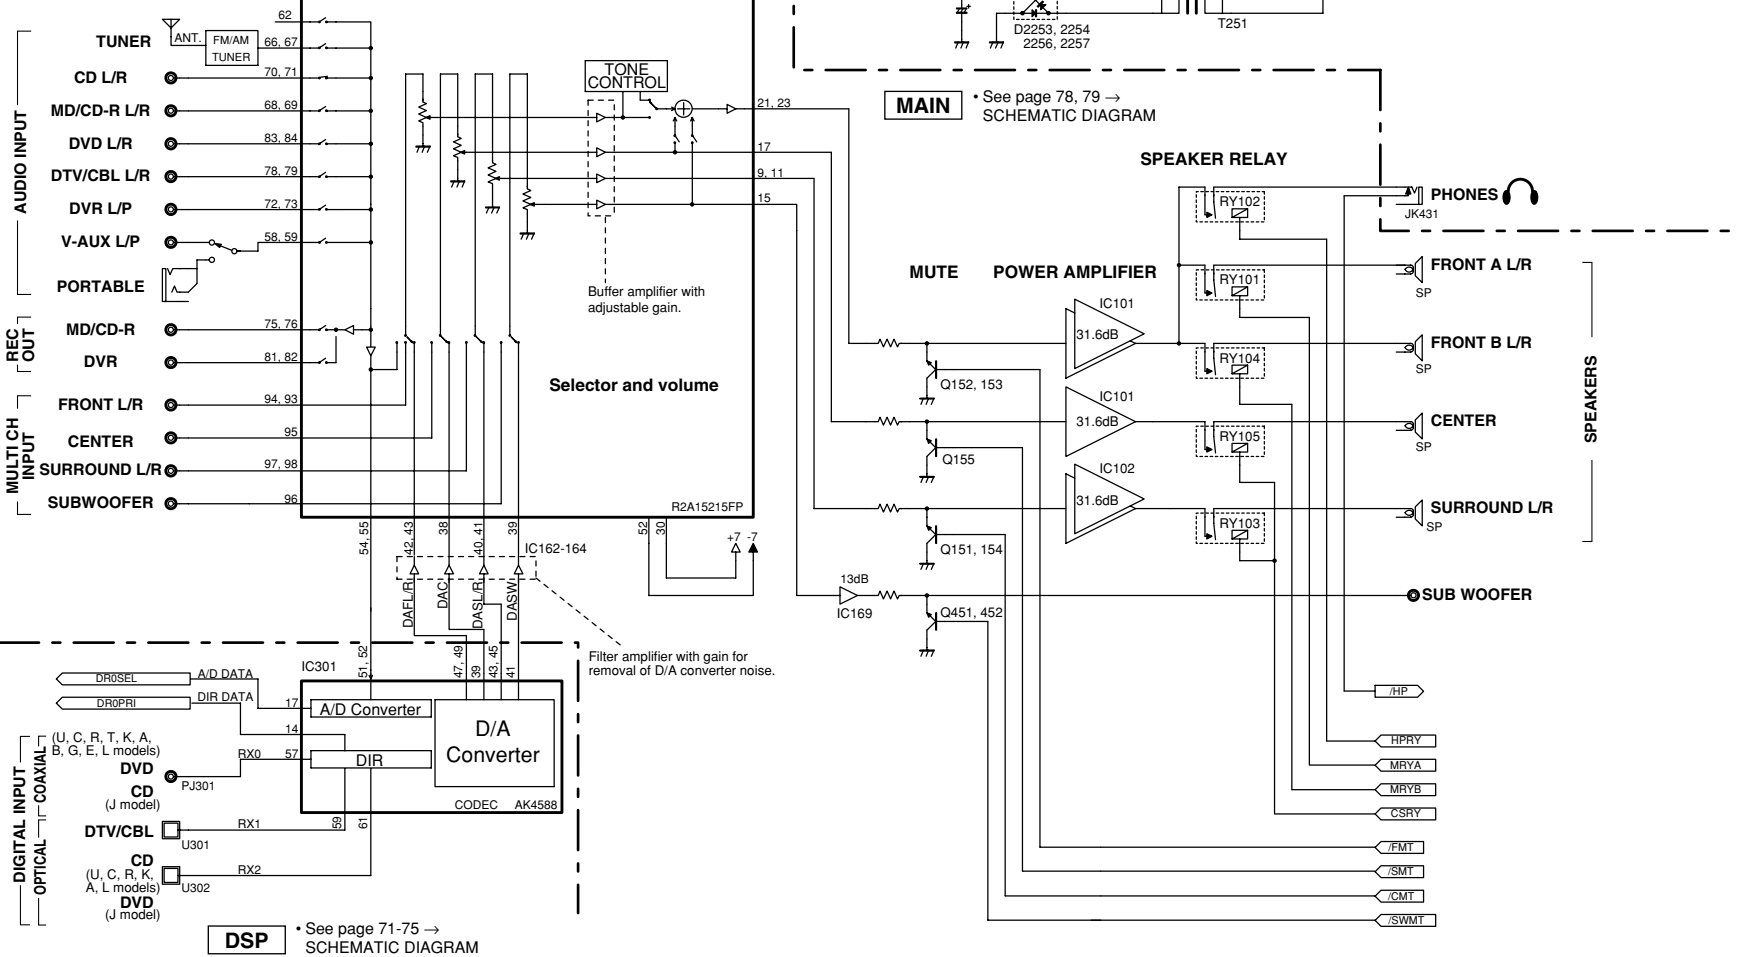 62
TUNER
ANT.
FM/AM
TUNER
66, 67
CD L/R
70, 71
MD/CD-R L/R
68, 69
DVD L/R
83, 84
DTV/CBL L/R
78, 79
DVR L/P
72, 73
V-AUX L/P
58, 59
PORTABLE
AUDIO INPUT
MD/CD-R
75, 76
DVR
81, 82
REC
OUT
FRONT L/R
94, 93
CENTER
95
SURROUND L/R
97, 98
SUBWOOFER
96
MULTI CH
INPUT
TONE
CONTROL
21, 23
17
9, 11
15
Buffer amplifier with
adjustable gain.
Selector and volume
R2A15215FP
54, 55
42, 43
38
40, 41
39
52
30
+7
-7
IC162-164
DAFL/R
DAC
DASL/R
DASW
Filter amplifier with gain for
removal of D/A converter noise.
D2253, 2254
2256, 2257
T251
MAIN
• See page 78, 79 →
SCHEMATIC DIAGRAM
SPEAKER RELAY
RY102
PHONES
JK431
MUTE
POWER AMPLIFIER
RY101
FRONT A L/R
SP
IC101
31.6dB
FRONT B L/R
SP
RY104
Q152, 153
IC101
31.6dB
CENTER
SP
RY105
Q155
IC102
31.6dB
SURROUND L/R
SP
RY103
Q151, 154
SPEAKERS
13dB
IC169
SUB WOOFER
Q451, 452
/HP
HPRY
MRYA
MRYB
CSRY
/FMT
/SMT
/CMT
/SWMT
IC301
51, 52
47, 49
39
43, 45
41
DR0SEL
A/D DATA
17
DR0PRI
DIR DATA
14
A/D Converter
D/A
Converter
DIR
CODEC
AK4588
(U, C, R, T, K, A,
B, G, E, L models)
DVD
CD
(J model)
PJ301
RX0
57
DTV/CBL
U301
RX1
59
CD
(U, C, R, K,
A, L models)
DVD
(J model)
U302
RX2
61
DIGITAL INPUT
COAXIAL
OPTICAL
DSP
• See page 71-75 →
SCHEMATIC DIAGRAM